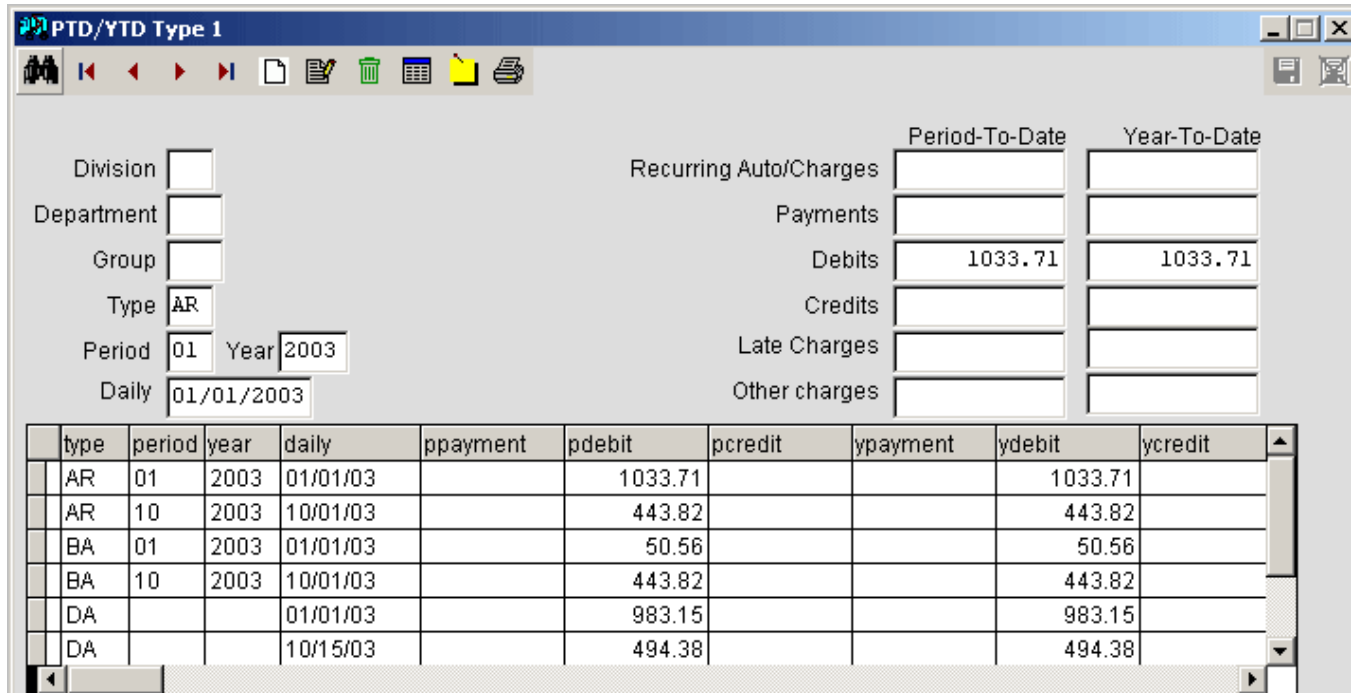 PTD/YTD Type 1
Period-To-Date Year-To-Date
Division Recurring Auto/Charges
Department Payments
Group Debits 1033.71 1033.71
Type AR Credits
Period 01 Year 2003 Late Charges
Daily 01/01/2003 Other charges
type period year daily ppayment pdebit pcredit ypayment ydebit ycredit
AR 01 2003 01/01/03 1033.71 1033.71
AR 10 2003 10/01/03 443.82 443.82
BA 01 2003 01/01/03 50.56 50.56
BA 10 2003 10/01/03 443.82 443.82
DA 01/01/03 983.15 983.15
DA 10/15/03 494.38 494.38